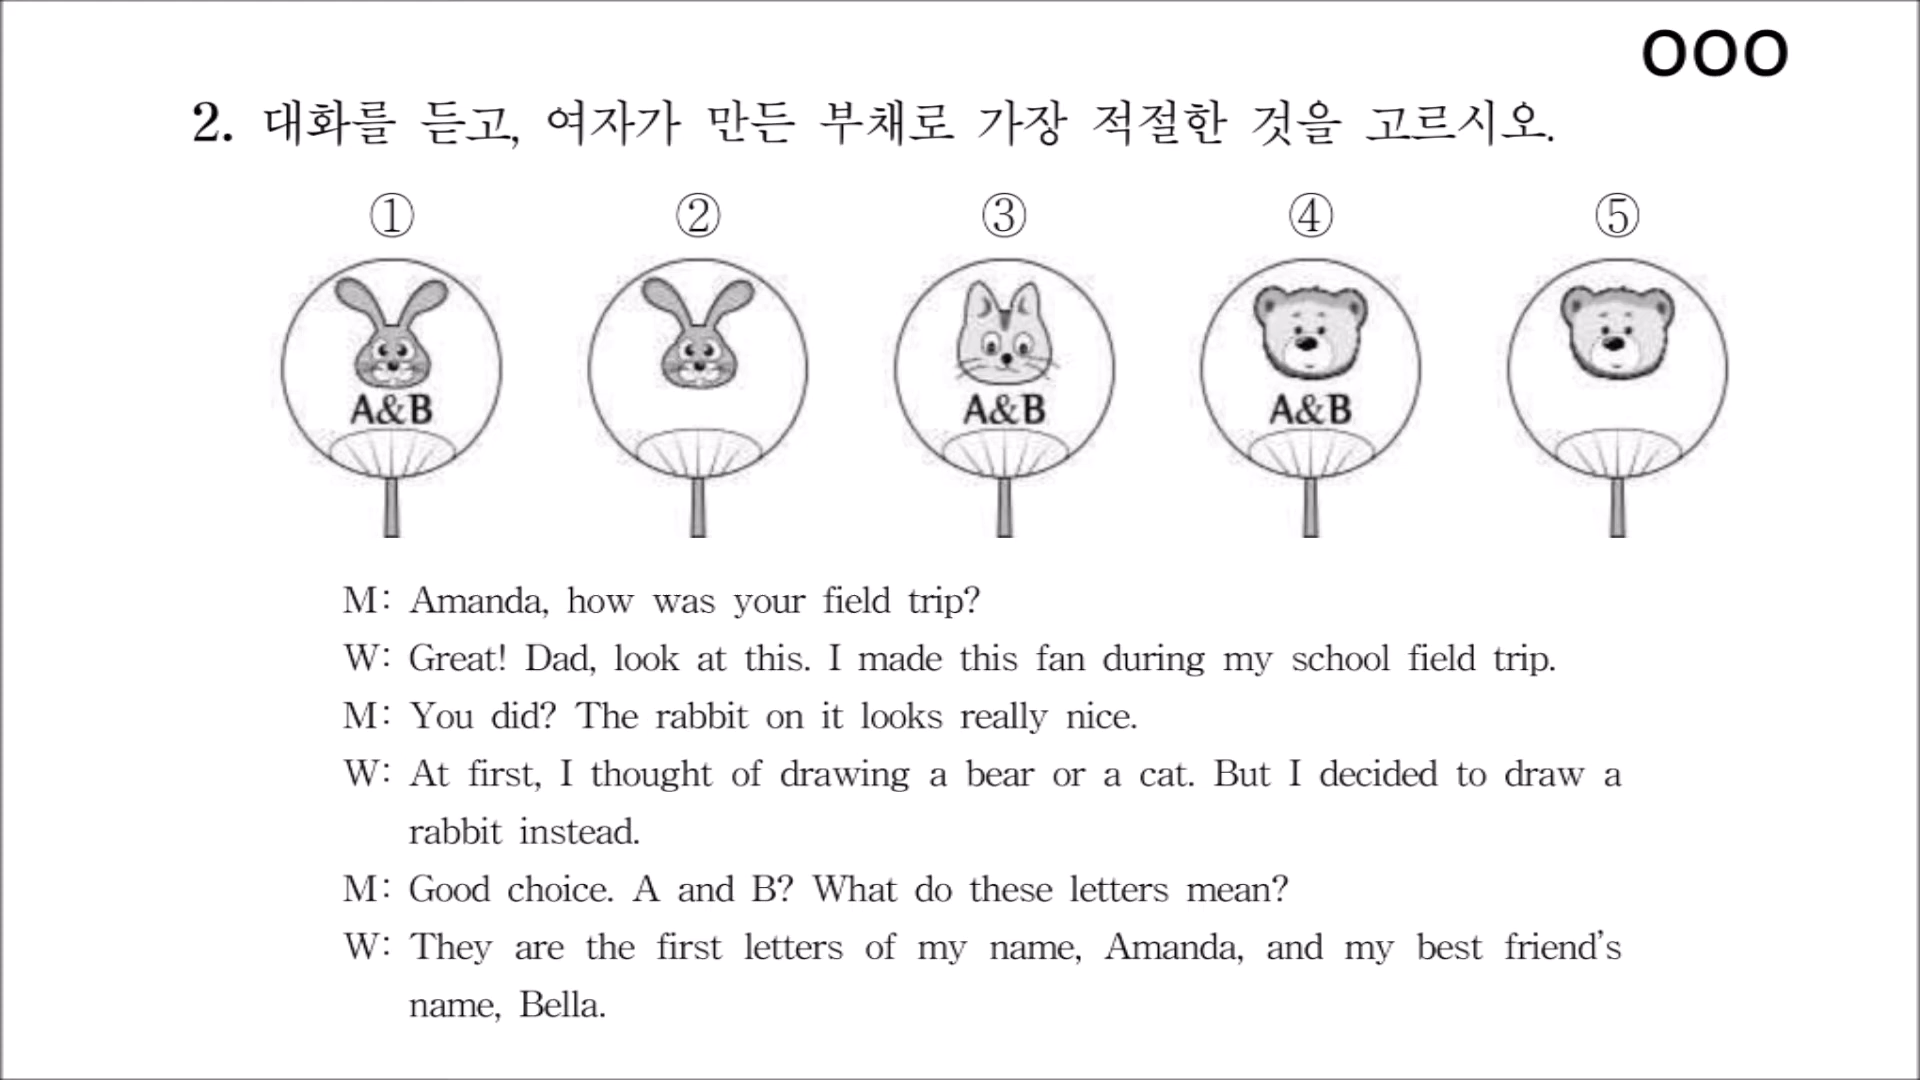 OOO
2. 대화를 듣고, 여자가 만든 부채로 가장 적절한 것을 고르시오.
① ② ③ ④ ⑤
A&B A&B A&B
M: Amanda, how was your field trip?
W: Great! Dad, look at this. I made this fan during my school field trip.
M: You did? The rabbit on it looks really nice.
W: At first, I thought of drawing a bear or a cat. But I decided to draw a
rabbit instead.
M: Good choice. A and B? What do these letters mean?
W: They are the first letters of my name, Amanda, and my best friend's
name, Bella.